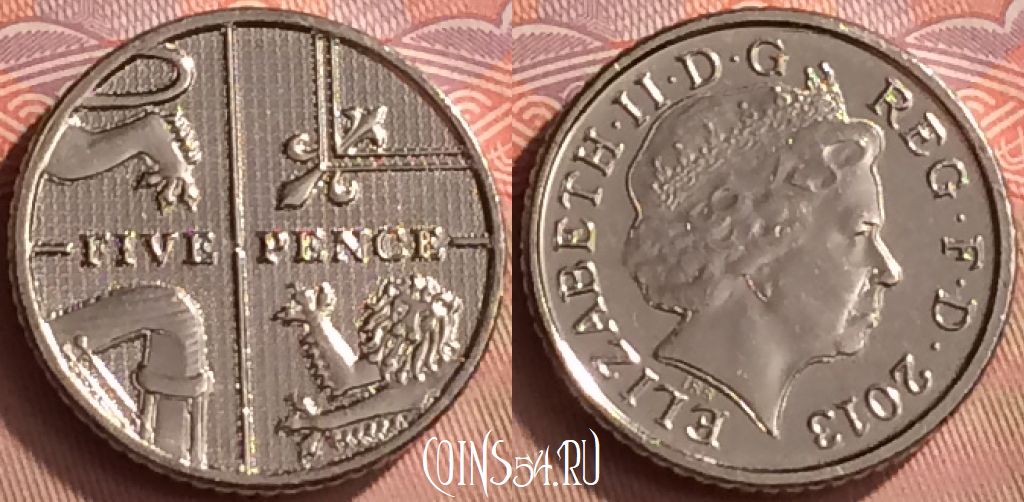 FIVE PENCE
ELIZABETH·II·D·G REG·F·D·2013
IRB
COINS54.RU